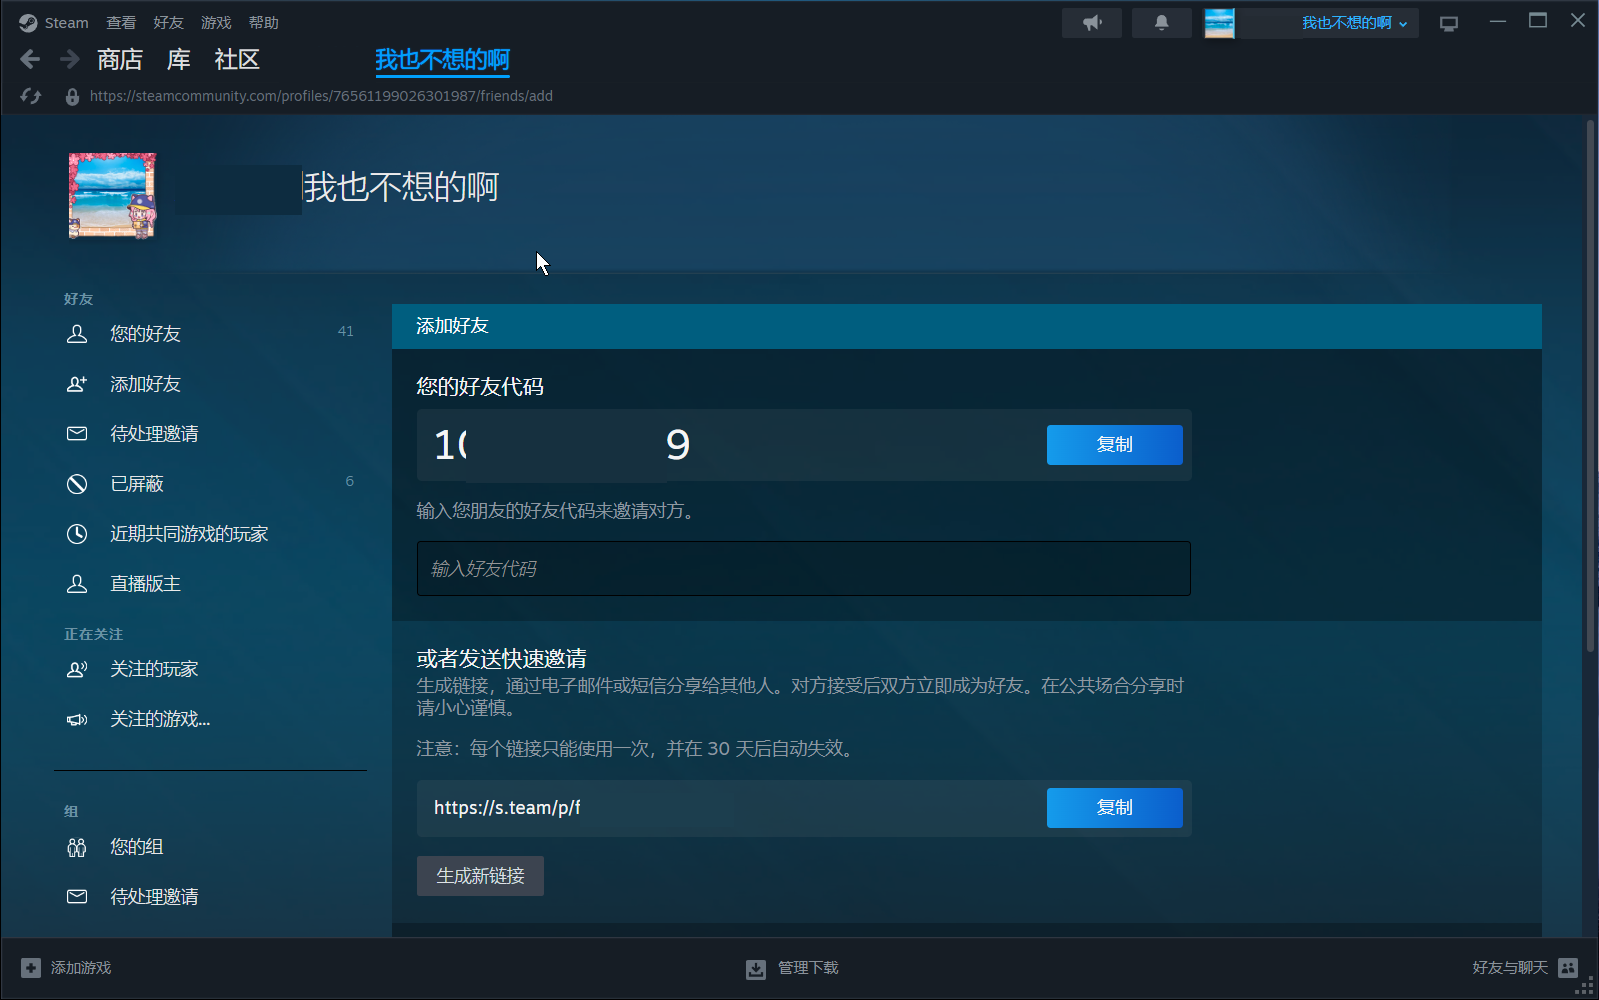 Steam 查看 好友 游戏 帮助
我也不想的啊
商店 库 社区 我也不想的啊
https://steamcommunity.com/profiles/76561199026301987/friends/add
我也不想的啊
好友
您的好友 41
添加好友
待处理邀请
已屏蔽 6
近期共同游戏的玩家
直播版主
正在关注
关注的玩家
关注的游戏...
组
您的组
待处理邀请
添加好友
您的好友代码
10 9
复制
输入您朋友的好友代码来邀请对方。
输入好友代码
或者发送快速邀请
生成链接，通过电子邮件或短信分享给其他人。对方接受后双方立即成为好友。在公共场合分享时
请小心谨慎。
注意：每个链接只能使用一次，并在 30 天后自动失效。
https://s.team/p/f
复制
生成新链接
添加游戏
管理下载
好友与聊天